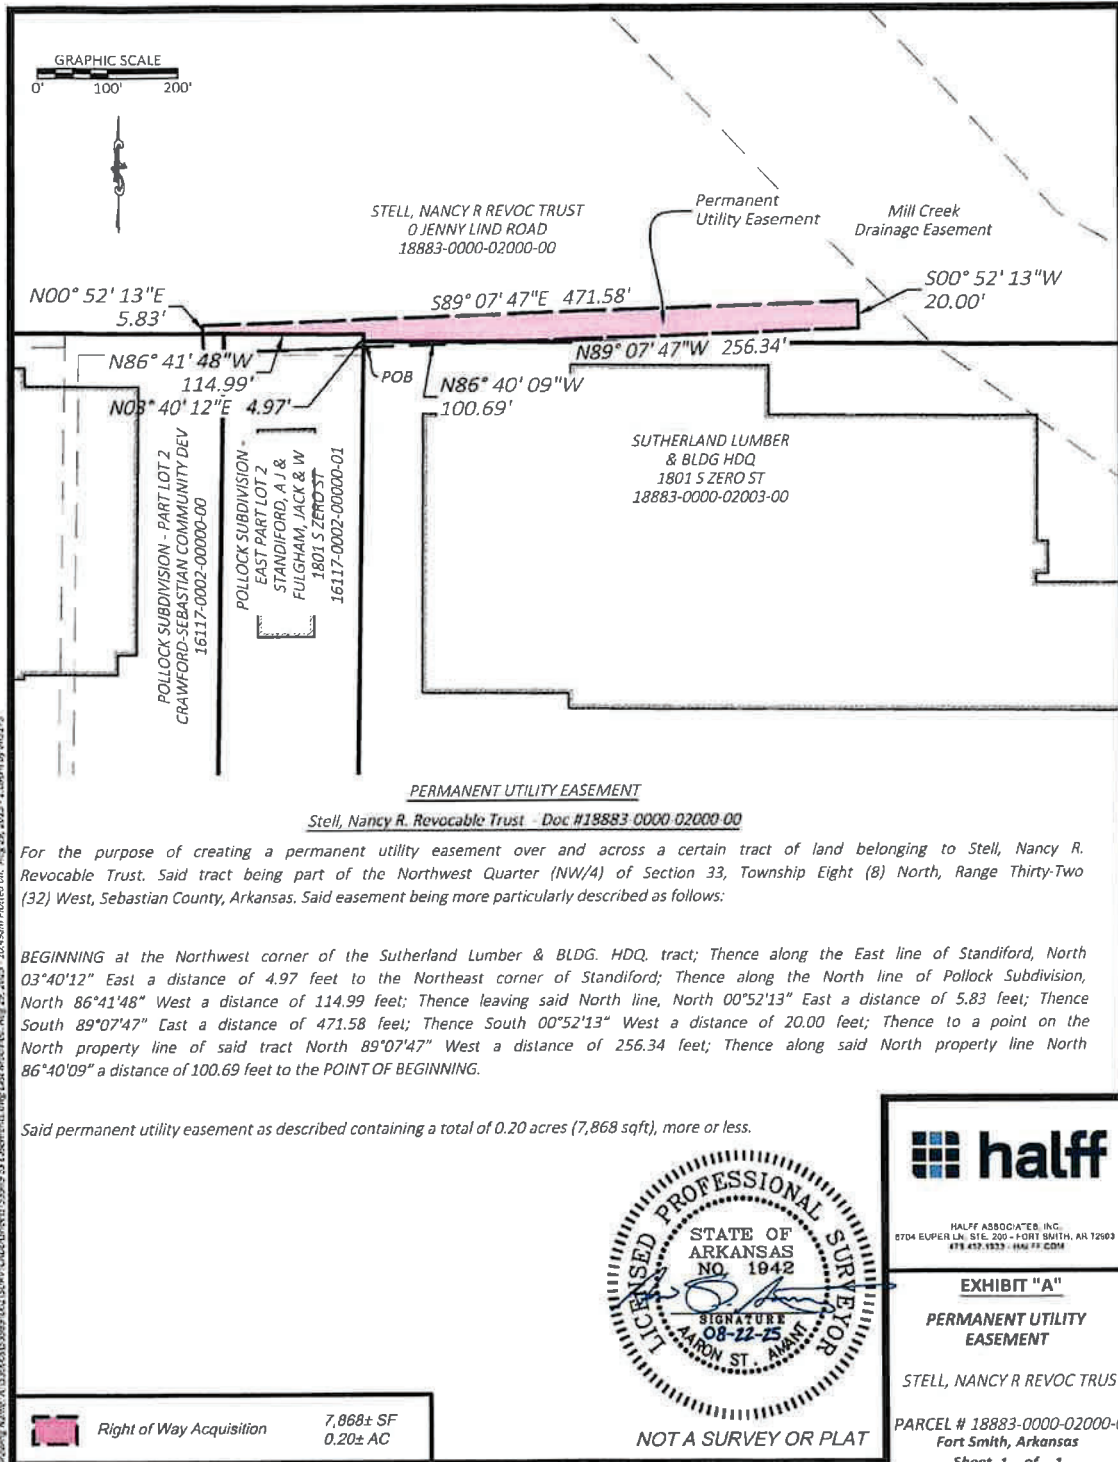 GRAPHIC SCALE
0' 100' 200'
STELL, NANCY R REVOC TRUST
0 JENNY LIND ROAD
18883-0000-02000-00
Permanent
Utility Easement
Mill Creek
Drainage Easement
N00° 52' 13"E
5.83'
S89° 07' 47"E 471.58'
S00° 52' 13"W
20.00'
N86° 41' 48"W
114.99'
N03° 40' 12"E 4.97'
POB
N86° 40' 09"W
100.69'
N89° 07' 47"W 256.34'
POLLOCK SUBDIVISION - PART LOT 2
CRAWFORD-SEBASTIAN COMMUNITY DEV
16117-0002-00000-00
POLLOCK SUBDIVISION -
EAST PART LOT 2
STANDIFORD, A J &
FULGHAM, JACK & W
1801 S ZERO ST
16117-0002-00000-01
SUTHERLAND LUMBER
& BLDG HDQ
1801 S ZERO ST
18883-0000-02003-00
PERMANENT UTILITY EASEMENT
Stell, Nancy R. Revocable Trust - Doc #18883-0000-02000-00
For the purpose of creating a permanent utility easement over and across a certain tract of land belonging to Stell, Nancy R.
Revocable Trust. Said tract being part of the Northwest Quarter (NW/4) of Section 33, Township Eight (8) North, Range Thirty-Two
(32) West, Sebastian County, Arkansas. Said easement being more particularly described as follows:
BEGINNING at the Northwest corner of the Sutherland Lumber & BLDG. HDQ. tract; Thence along the East line of Standiford, North
03°40'12" East a distance of 4.97 feet to the Northeast corner of Standiford; Thence along the North line of Pollock Subdivision,
North 86°41'48" West a distance of 114.99 feet; Thence leaving said North line, North 00°52'13" East a distance of 5.83 feet; Thence
South 89°07'47" East a distance of 471.58 feet; Thence South 00°52'13" West a distance of 20.00 feet; Thence to a point on the
North property line of said tract North 89°07'47" West a distance of 256.34 feet; Thence along said North property line North
86°40'09" a distance of 100.69 feet to the POINT OF BEGINNING.
Said permanent utility easement as described containing a total of 0.20 acres (7,868 sqft), more or less.
LICENSED PROFESSIONAL SURVEYOR
STATE OF
ARKANSAS
NO. 1942
SIGNATURE
08-22-25
AARON ST. AMANT
NOT A SURVEY OR PLAT
halff
HALFF ASSOCIATES, INC.
8704 EUPER LN, STE. 200 - FORT SMITH, AR 72903
HALFF.COM
EXHIBIT "A"
PERMANENT UTILITY
EASEMENT
STELL, NANCY R REVOC TRUS
PARCEL # 18883-0000-02000-
Fort Smith, Arkansas
Sheet 1 of 1
Right of Way Acquisition
7,868± SF
0.20± AC